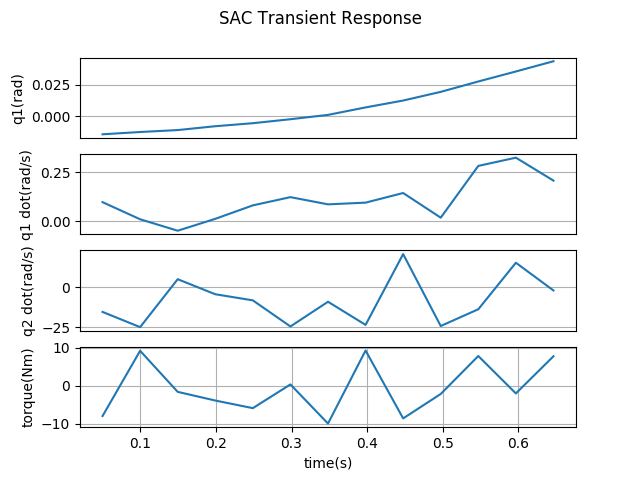 SAC Transient Response
q1(rad)
0.025
0.000
q1 dot(rad/s)
0.25
0.00
q2 dot(rad/s)
0
−25
torque(Nm)
10
0
−10
0.1 0.2 0.3 0.4 0.5 0.6
time(s)